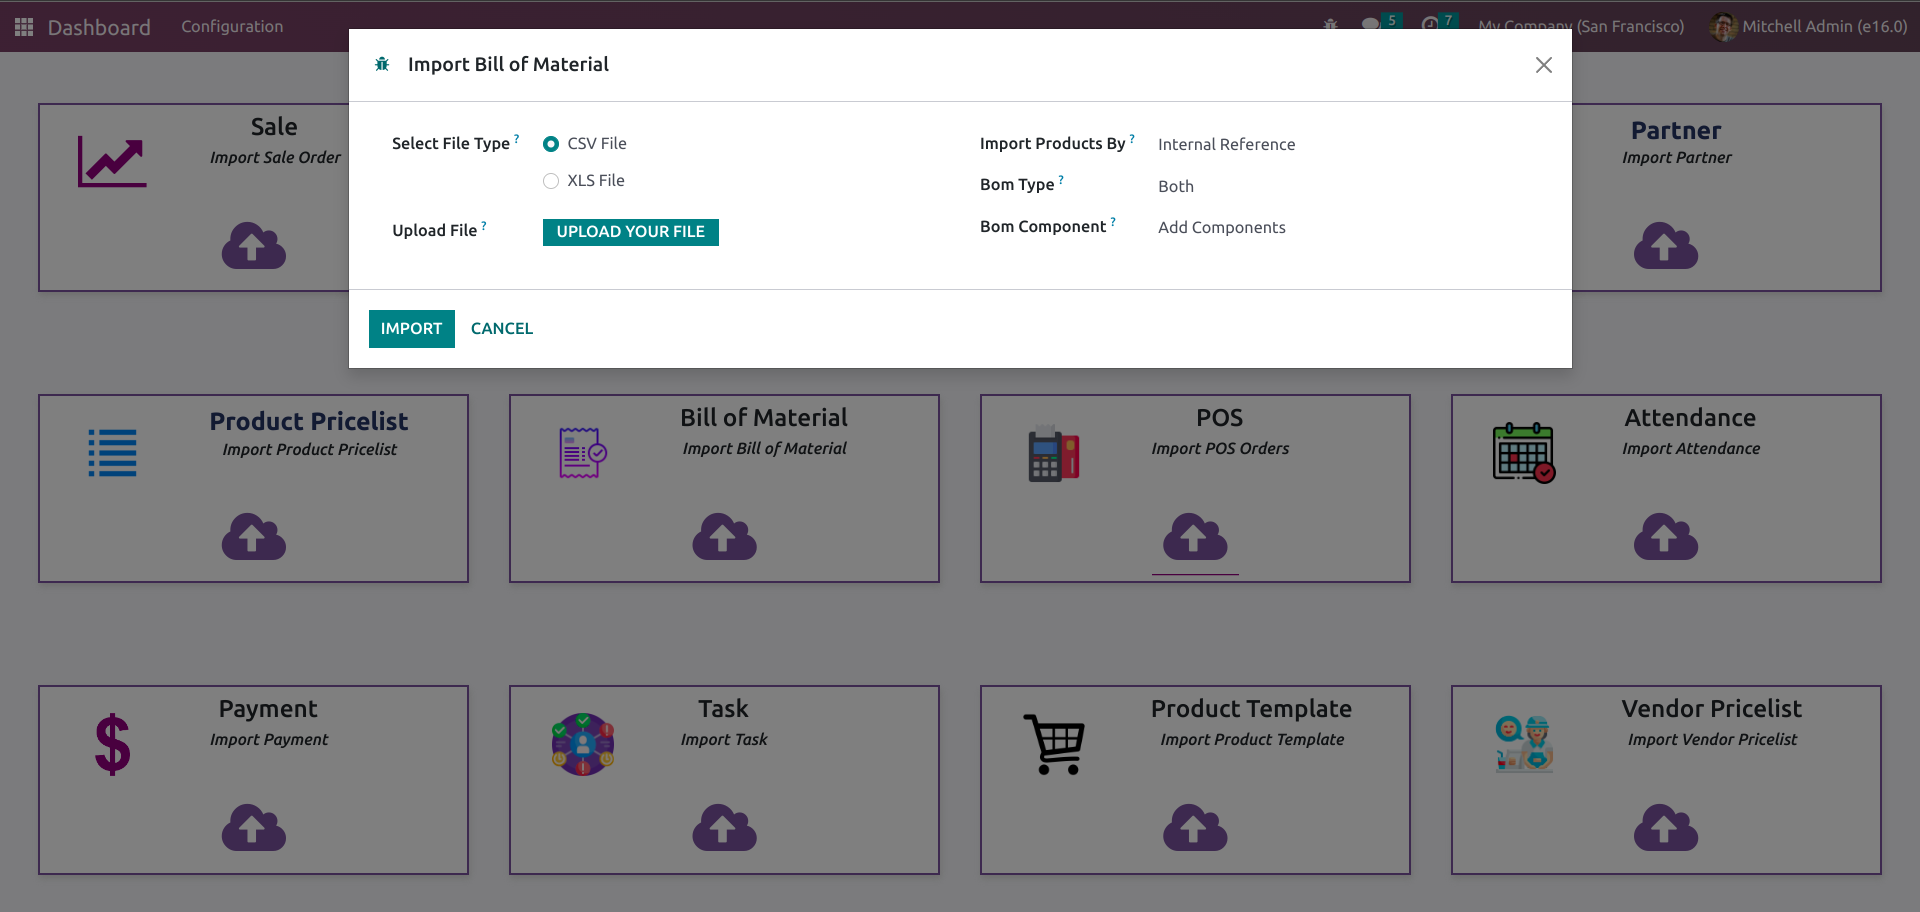 Dashboard Configuration 5 7 My Company (San Francisco) Mitchell Admin (e16.0)
Import Bill of Material
Select File Type ? CSV File
XLS File
Upload File ? UPLOAD YOUR FILE
Import Products By ? Internal Reference
Bom Type ? Both
Bom Component ? Add Components
IMPORT CANCEL
Sale
Import Sale Order
Partner
Import Partner
Product Pricelist
Import Product Pricelist
Bill of Material
Import Bill of Material
POS
Import POS Orders
Attendance
Import Attendance
Payment
Import Payment
Task
Import Task
Product Template
Import Product Template
Vendor Pricelist
Import Vendor Pricelist